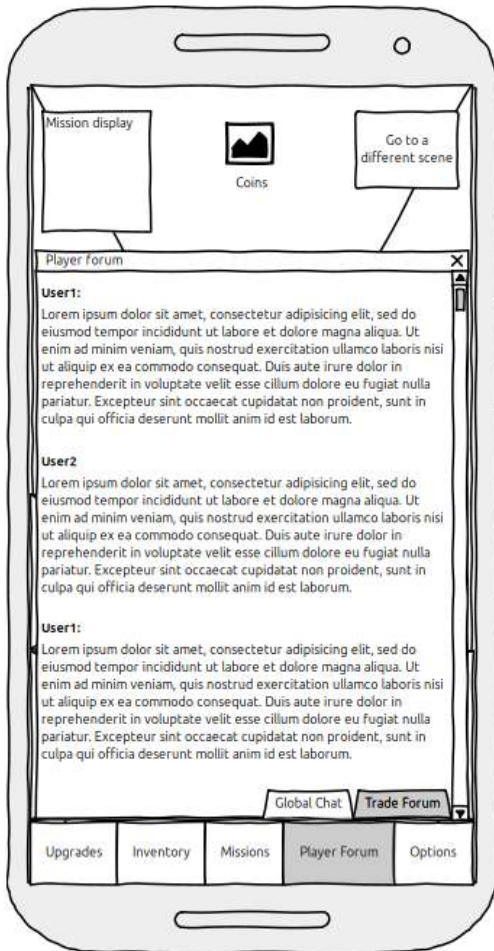 Mission display
Go to a
different scene
Coins
Player forum
User1:
Lorem ipsum dolor sit amet, consectetur adipisicing elit, sed do
eiusmod tempor incididunt ut labore et dolore magna aliqua. Ut
enim ad minim veniam, quis nostrud exercitation ullamco laboris nisi
ut aliquip ex ea commodo consequat. Duis aute irure dolor in
reprehenderit in voluptate velit esse cillum dolore eu fugiat nulla
pariatur. Excepteur sint occaecat cupidatat non proident, sunt in
culpa qui officia deserunt mollit anim id est laborum.
User2
Lorem ipsum dolor sit amet, consectetur adipisicing elit, sed do
eiusmod tempor incididunt ut labore et dolore magna aliqua. Ut
enim ad minim veniam, quis nostrud exercitation ullamco laboris nisi
ut aliquip ex ea commodo consequat. Duis aute irure dolor in
reprehenderit in voluptate velit esse cillum dolore eu fugiat nulla
pariatur. Excepteur sint occaecat cupidatat non proident, sunt in
culpa qui officia deserunt mollit anim id est laborum.
User1:
Lorem ipsum dolor sit amet, consectetur adipisicing elit, sed do
eiusmod tempor incididunt ut labore et dolore magna aliqua. Ut
enim ad minim veniam, quis nostrud exercitation ullamco laboris nisi
ut aliquip ex ea commodo consequat. Duis aute irure dolor in
reprehenderit in voluptate velit esse cillum dolore eu fugiat nulla
pariatur. Excepteur sint occaecat cupidatat non proident, sunt in
culpa qui officia deserunt mollit anim id est laborum.
Global Chat
Trade Forum
Upgrades
Inventory
Missions
Player Forum
Options